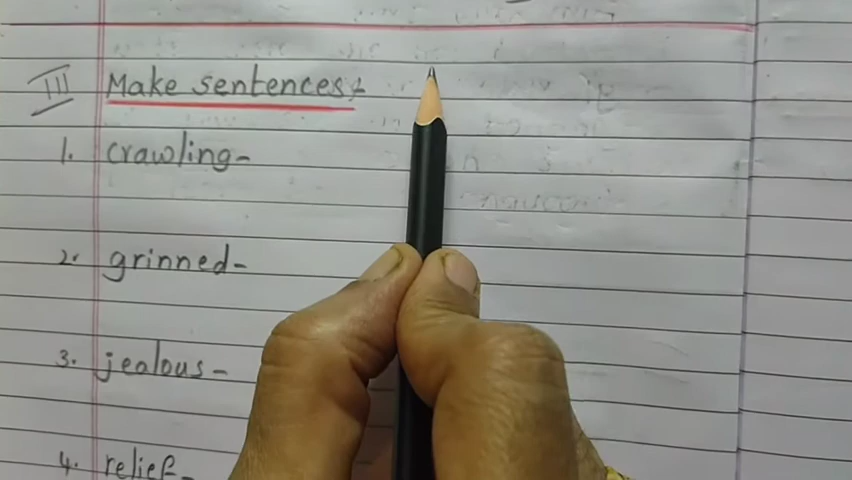 III Make sentences:-
1. crawling-
2. grinned-
3. jealous-
4. relief-